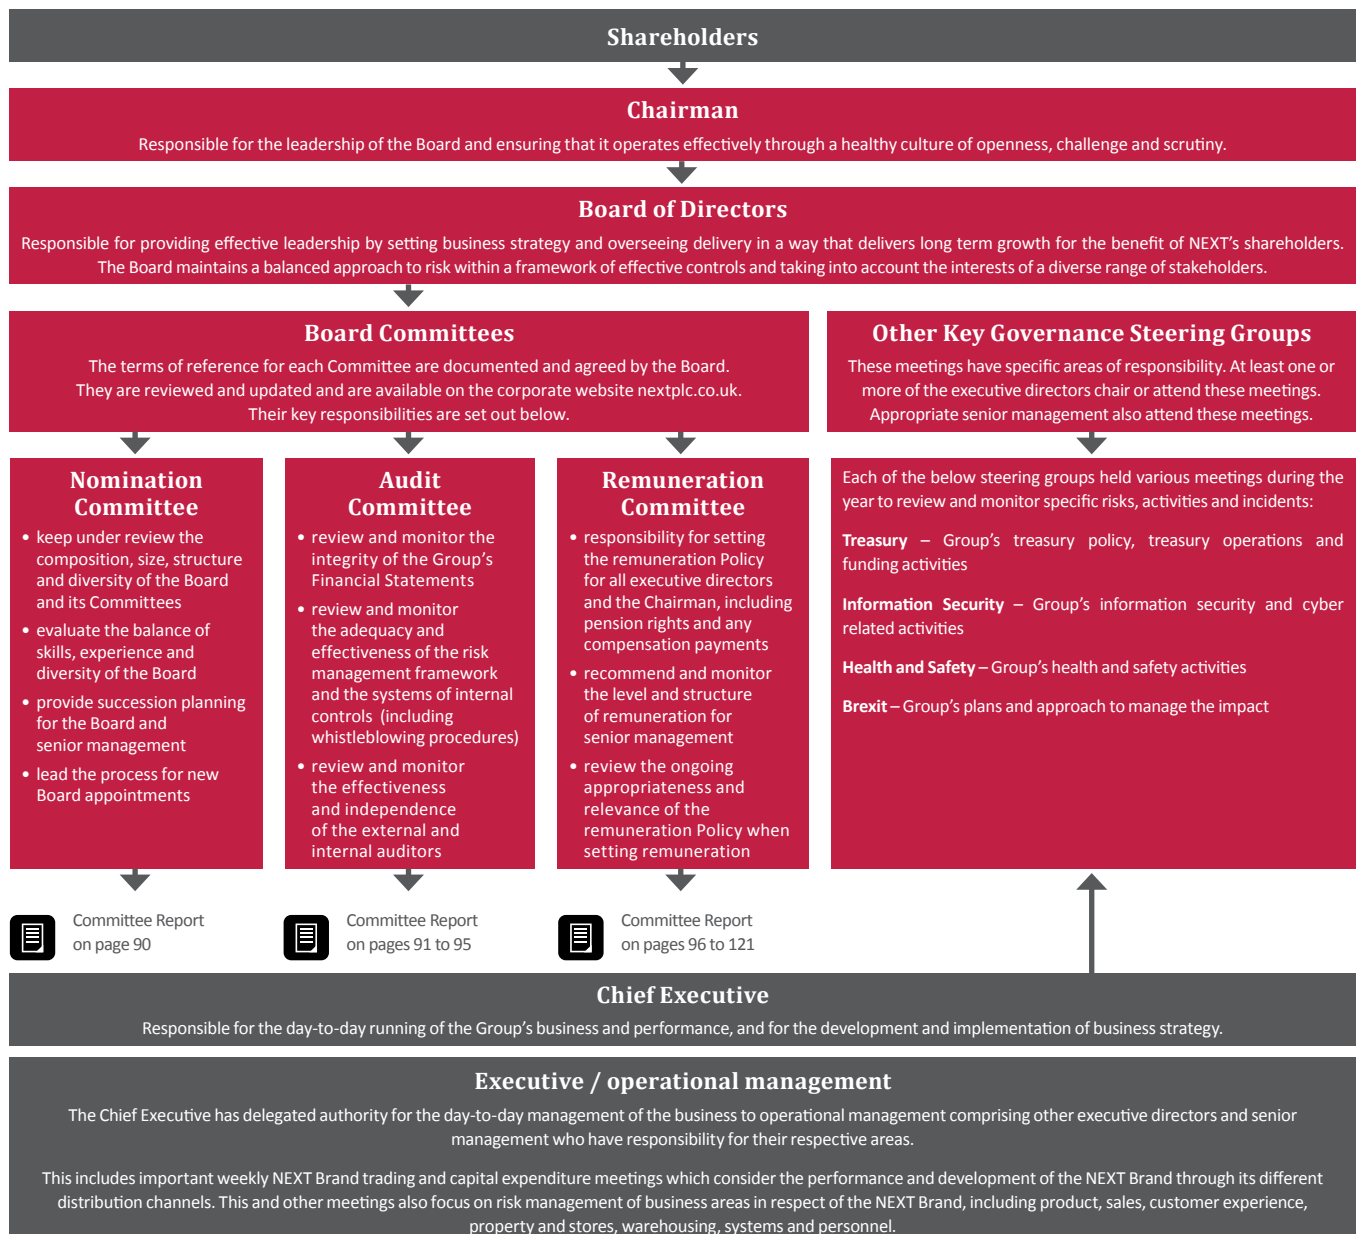 Shareholders
Chairman
Responsible for the leadership of the Board and ensuring that it operates effectively through a healthy culture of openness, challenge and scrutiny.
Board of Directors
Responsible for providing effective leadership by setting business strategy and overseeing delivery in a way that delivers long term growth for the benefit of NEXT's shareholders.
The Board maintains a balanced approach to risk within a framework of effective controls and taking into account the interests of a diverse range of stakeholders.
Board Committees
The terms of reference for each Committee are documented and agreed by the Board.
They are reviewed and updated and are available on the corporate website nextplc.co.uk.
Their key responsibilities are set out below.
Other Key Governance Steering Groups
These meetings have specific areas of responsibility. At least one or
more of the executive directors chair or attend these meetings.
Appropriate senior management also attend these meetings.
Nomination
Committee
• keep under review the
composition, size, structure
and diversity of the Board
and its Committees
• evaluate the balance of
skills, experience and
diversity of the Board
• provide succession planning
for the Board and
senior management
• lead the process for new
Board appointments
Audit
Committee
• review and monitor the
integrity of the Group's
Financial Statements
• review and monitor
the adequacy and
effectiveness of the risk
management framework
and the systems of internal
controls (including
whistleblowing procedures)
• review and monitor
the effectiveness
and independence
of the external and
internal auditors
Remuneration
Committee
• responsibility for setting
the remuneration Policy
for all executive directors
and the Chairman, including
pension rights and any
compensation payments
• recommend and monitor
the level and structure
of remuneration for
senior management
• review the ongoing
appropriateness and
relevance of the
remuneration Policy when
setting remuneration
Each of the below steering groups held various meetings during the
year to review and monitor specific risks, activities and incidents:
Treasury – Group's treasury policy, treasury operations and
funding activities
Information Security – Group's information security and cyber
related activities
Health and Safety – Group's health and safety activities
Brexit – Group's plans and approach to manage the impact
Committee Report
on page 90
Committee Report
on pages 91 to 95
Committee Report
on pages 96 to 121
Chief Executive
Responsible for the day-to-day running of the Group's business and performance, and for the development and implementation of business strategy.
Executive / operational management
The Chief Executive has delegated authority for the day-to-day management of the business to operational management comprising other executive directors and senior
management who have responsibility for their respective areas.
This includes important weekly NEXT Brand trading and capital expenditure meetings which consider the performance and development of the NEXT Brand through its different
distribution channels. This and other meetings also focus on risk management of business areas in respect of the NEXT Brand, including product, sales, customer experience,
property and stores, warehousing, systems and personnel.